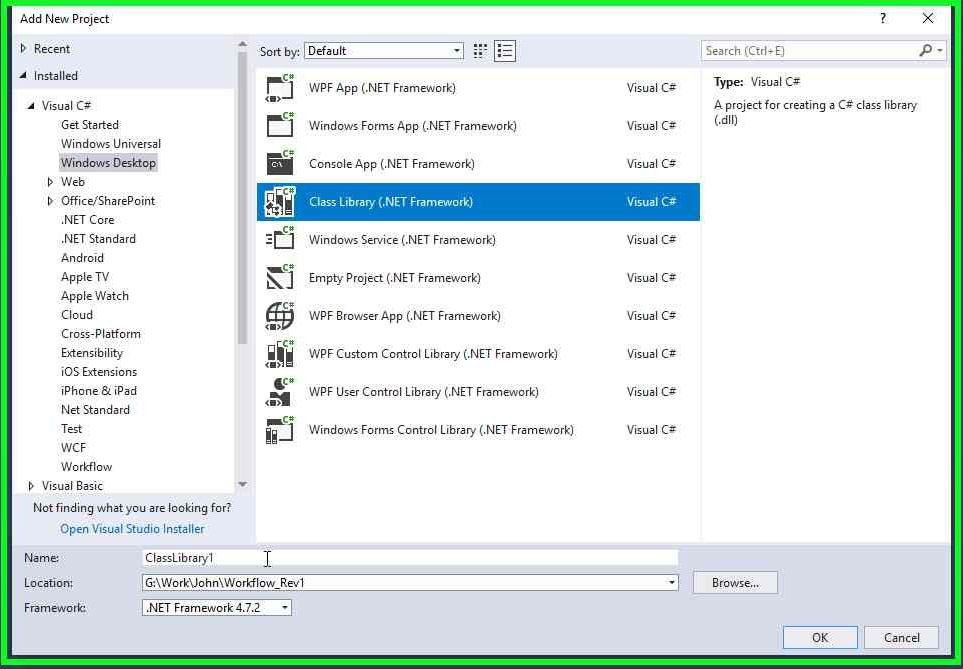 Add New Project
?
Recent
Installed
Visual C#
Get Started
Windows Universal
Windows Desktop
Web
Office/SharePoint
.NET Core
.NET Standard
Android
Apple TV
Apple Watch
Cloud
Cross-Platform
Extensibility
iOS Extensions
iPhone & iPad
Net Standard
Test
WCF
Workflow
Visual Basic
Not finding what you are looking for?
Open Visual Studio Installer
Sort by: Default
WPF App (.NET Framework) Visual C#
Windows Forms App (.NET Framework) Visual C#
Console App (.NET Framework) Visual C#
Class Library (.NET Framework) Visual C#
Windows Service (.NET Framework) Visual C#
Empty Project (.NET Framework) Visual C#
WPF Browser App (.NET Framework) Visual C#
WPF Custom Control Library (.NET Framework) Visual C#
WPF User Control Library (.NET Framework) Visual C#
Windows Forms Control Library (.NET Framework) Visual C#
Search (Ctrl+E)
Type: Visual C#
A project for creating a C# class library
(.dll)
Name: ClassLibrary1
Location: G:\Work\John\Workflow_Rev1 Browse...
Framework: .NET Framework 4.7.2
OK Cancel